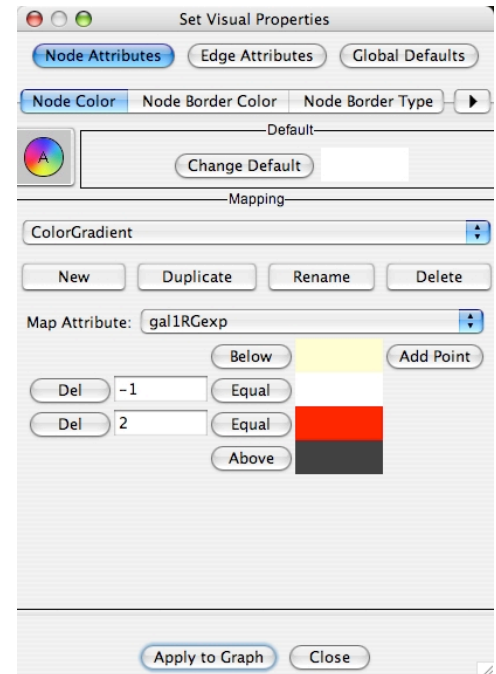 Set Visual Properties
Node Attributes Edge Attributes Global Defaults
Node Color Node Border Color Node Border Type
A
Default
Change Default
Mapping
ColorGradient
New Duplicate Rename Delete
Map Attribute: gal1RGexp
Below Add Point
Del -1 Equal
Del 2 Equal
Above
Apply to Graph Close